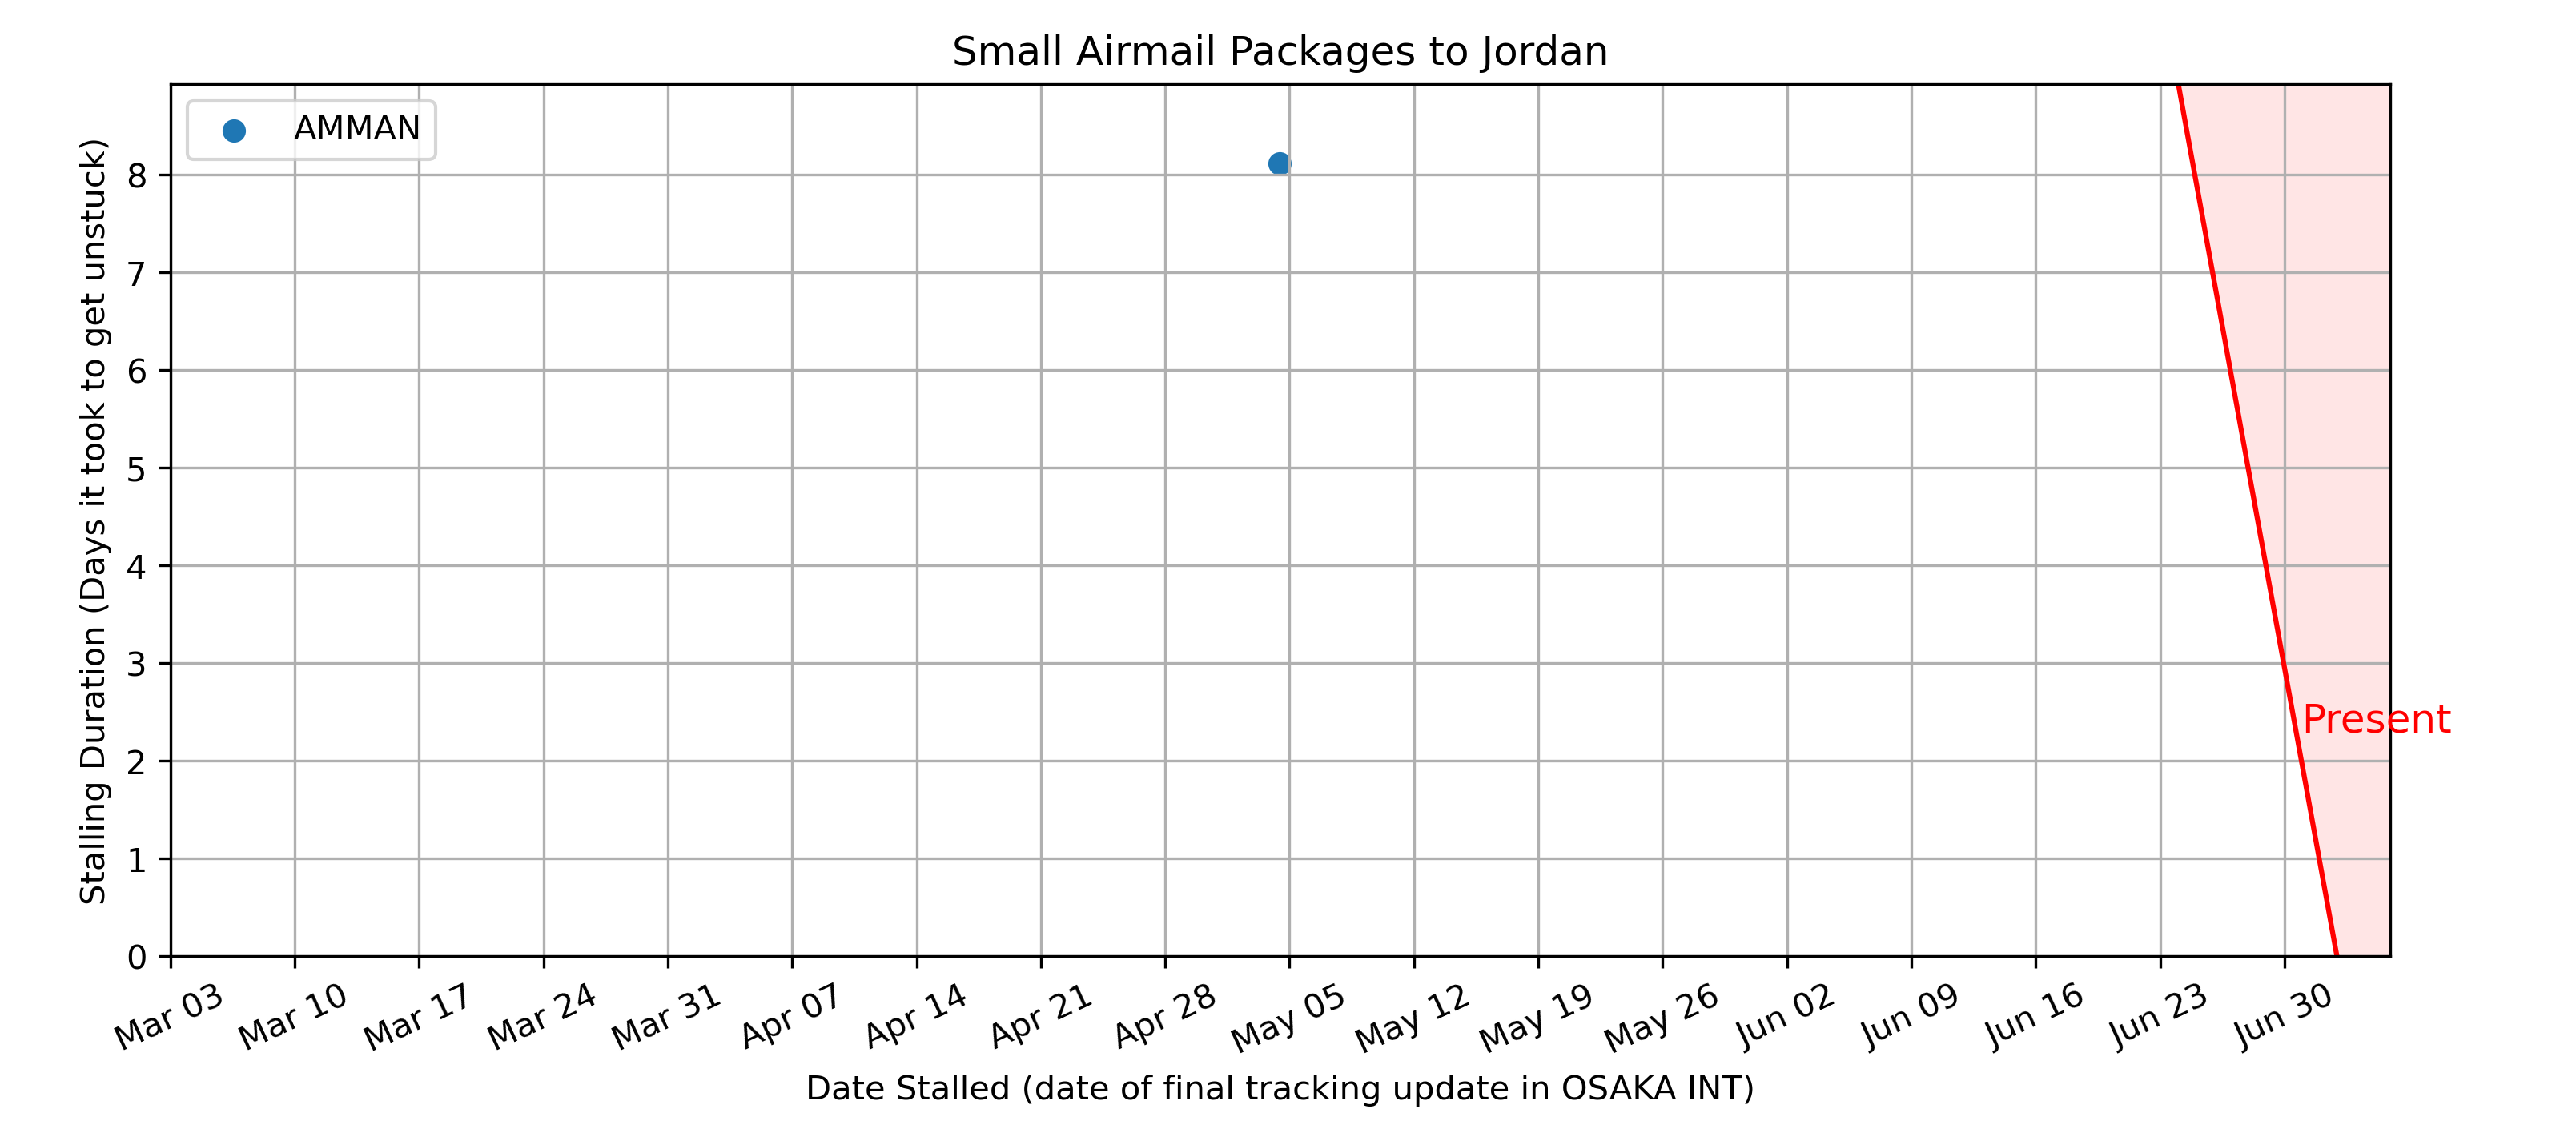 Small Airmail Packages to Jordan
AMMAN
Stalling Duration (Days it took to get unstuck)
8
7
6
5
4
3
2
1
0
Present
Mar 03 Mar 10 Mar 17 Mar 24 Mar 31 Apr 07 Apr 14 Apr 21 Apr 28 May 05 May 12 May 19 May 26 Jun 02 Jun 09 Jun 16 Jun 23 Jun 30
Date Stalled (date of final tracking update in OSAKA INT)